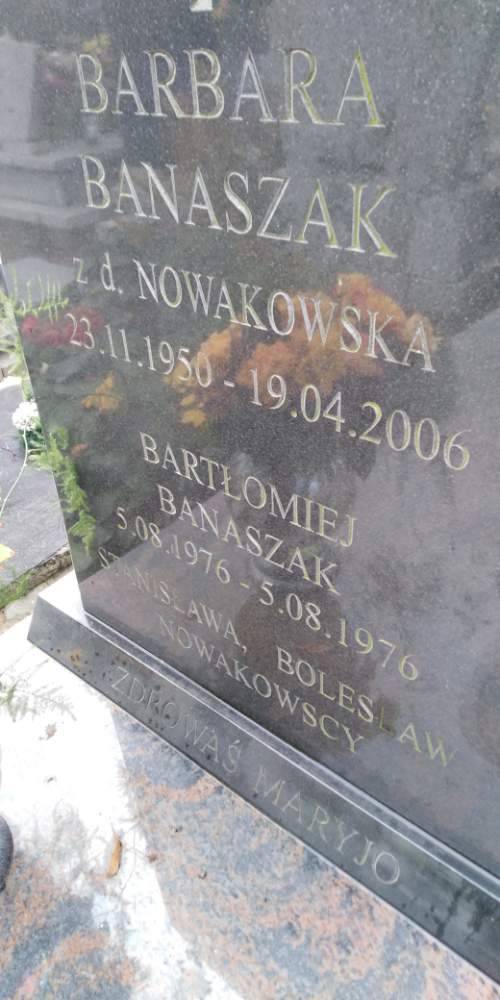 BARBARA
BANASZAK
z d. NOWAKOWSKA
23.11.1950 - 19.04.2006
BARTŁOMIEJ
BANASZAK
5.08.1976 - 5.08.1976
STANISŁAWA, BOLESŁAW
NOWAKOWSCY
ZDROWAŚ MARYJO